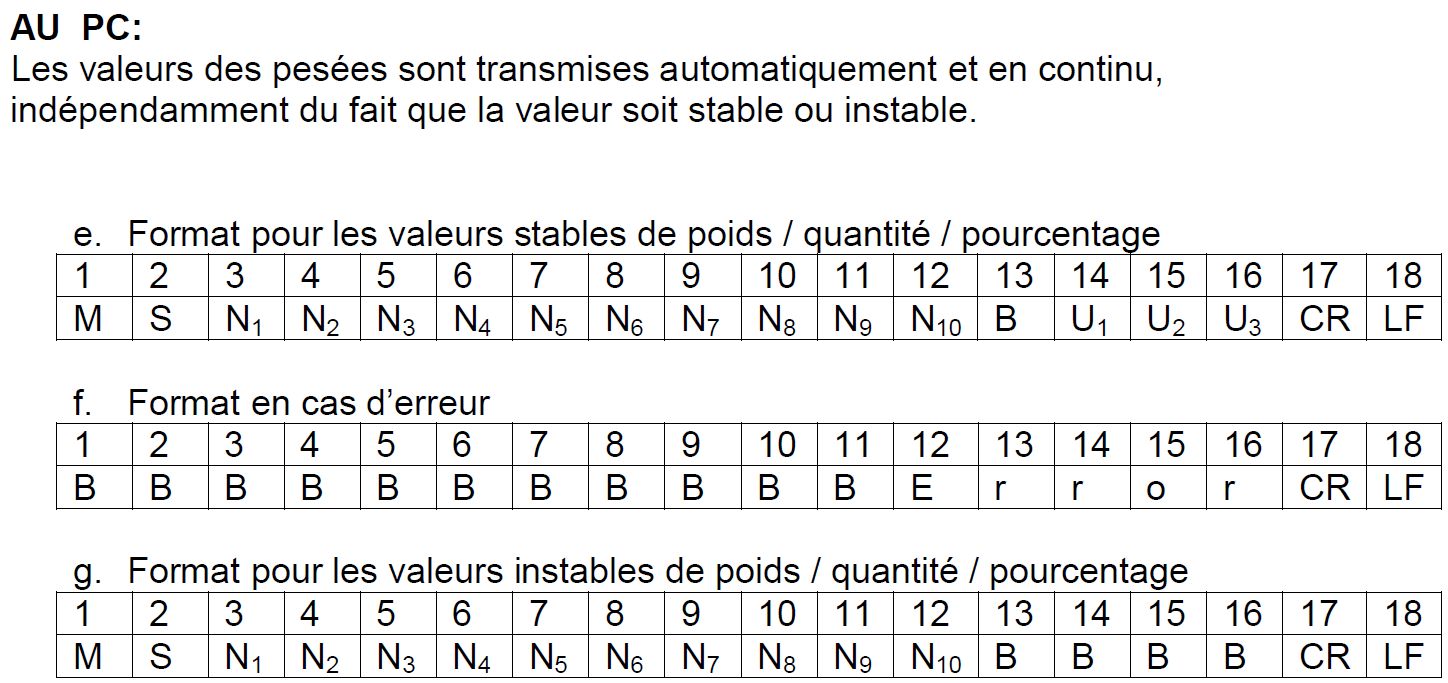 AU PC:
Les valeurs des pesées sont transmises automatiquement et en continu,
indépendamment du fait que la valeur soit stable ou instable.
e. Format pour les valeurs stables de poids / quantité / pourcentage
1 2 3 4 5 6 7 8 9 10 11 12 13 14 15 16 17 18
M S N₁ N₂ N₃ N₄ N₅ N₆ N₇ N₈ N₉ N₁₀ B U₁ U₂ U₃ CR LF
f. Format en cas d’erreur
1 2 3 4 5 6 7 8 9 10 11 12 13 14 15 16 17 18
B B B B B B B B B B B E r r o r CR LF
g. Format pour les valeurs instables de poids / quantité / pourcentage
1 2 3 4 5 6 7 8 9 10 11 12 13 14 15 16 17 18
M S N₁ N₂ N₃ N₄ N₅ N₆ N₇ N₈ N₉ N₁₀ B B B B CR LF